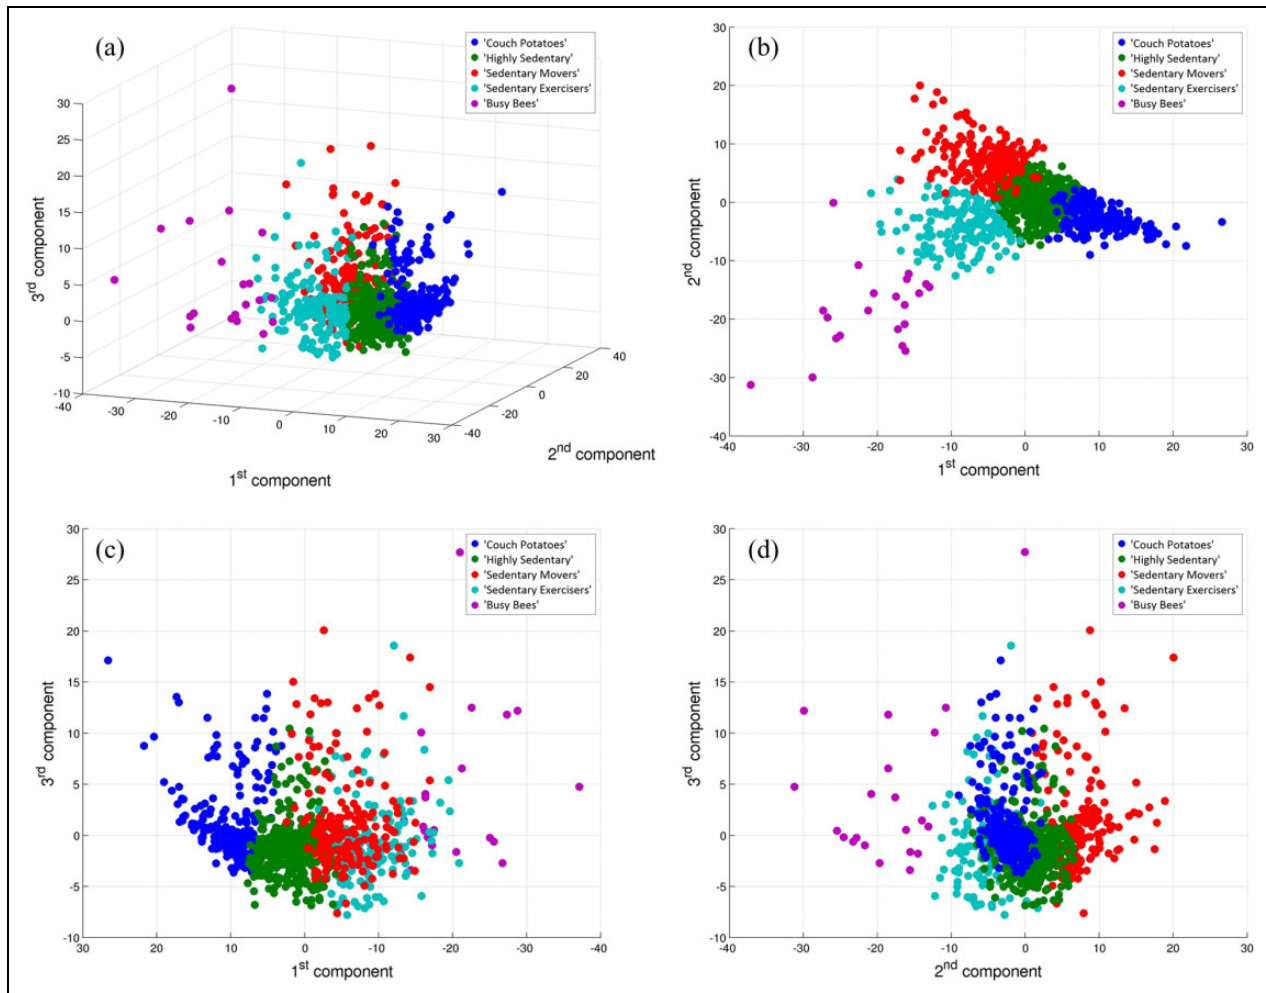 (a)
'Couch Potatoes'
'Highly Sedentary'
'Sedentary Movers'
'Sedentary Exercisers'
'Busy Bees'
30
25
20
15
10
5
0
-5
-10
3rd component
-40
-30
-20
-10
0
10
20
30
1st component
-40
-20
0
20
40
2nd component
(b)
'Couch Potatoes'
'Highly Sedentary'
'Sedentary Movers'
'Sedentary Exercisers'
'Busy Bees'
30
20
10
0
-10
-20
-30
-40
2nd component
-40 -30 -20 -10 0 10 20 30
1st component
(c)
'Couch Potatoes'
'Highly Sedentary'
'Sedentary Movers'
'Sedentary Exercisers'
'Busy Bees'
30
25
20
15
10
5
0
-5
-10
3rd component
30 20 10 0 -10 -20 -30 -40
1st component
(d)
'Couch Potatoes'
'Highly Sedentary'
'Sedentary Movers'
'Sedentary Exercisers'
'Busy Bees'
30
25
20
15
10
5
0
-5
-10
3rd component
-40 -30 -20 -10 0 10 20 30
2nd component